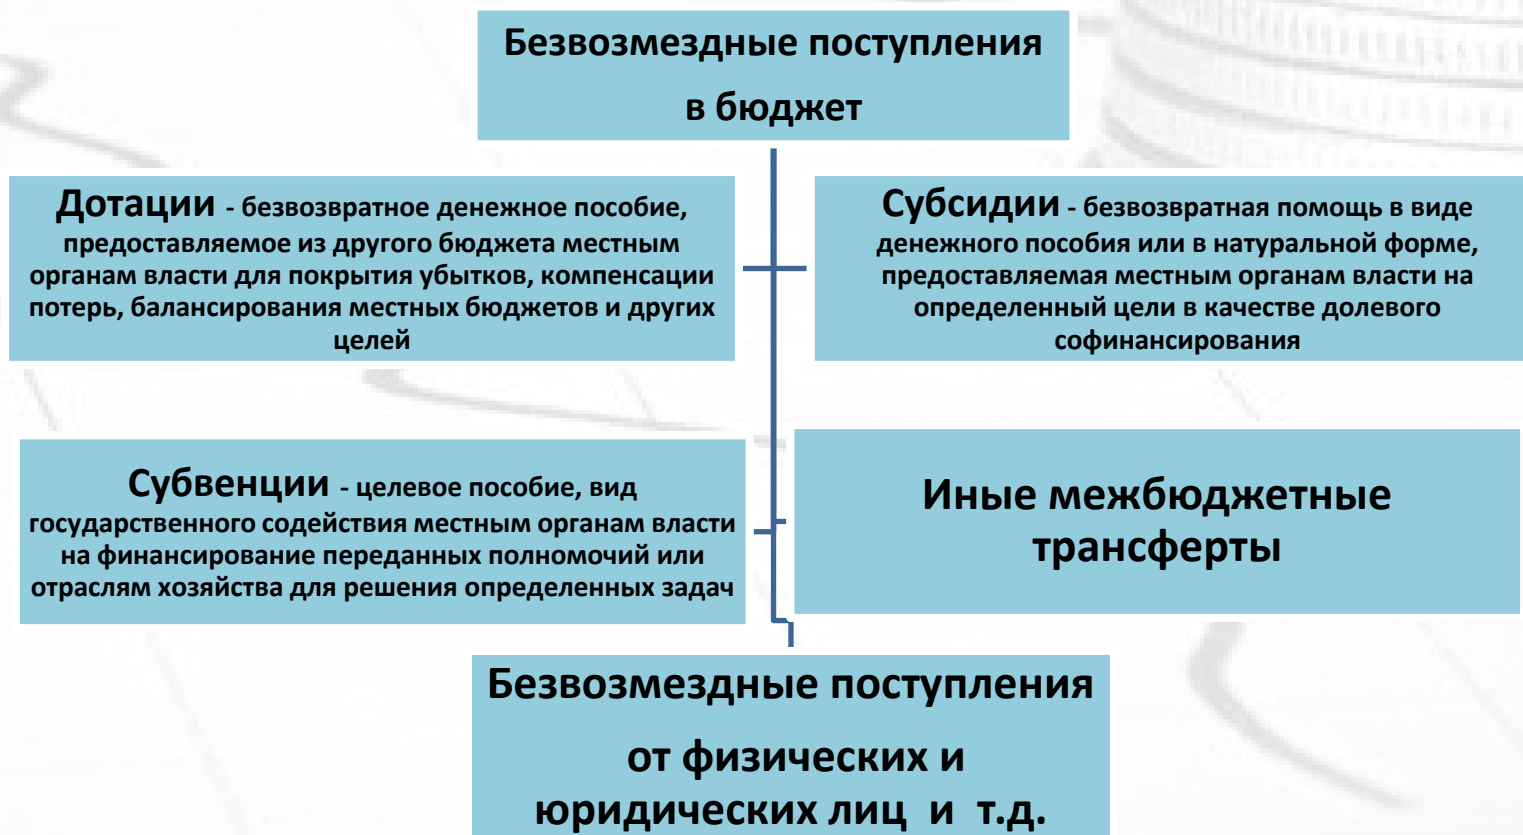 Безвозмездные поступления
в бюджет
Дотации - безвозвратное денежное пособие,
предоставляемое из другого бюджета местным
органам власти для покрытия убытков, компенсации
потерь, балансирования местных бюджетов и других
целей
Субсидии - безвозвратная помощь в виде
денежного пособия или в натуральной форме,
предоставляемая местным органам власти на
определенный цели в качестве долевого
софинансирования
Субвенции - целевое пособие, вид
государственного содействия местным органам власти
на финансирование переданных полномочий или
отраслям хозяйства для решения определенных задач
Иные межбюджетные
трансферты
Безвозмездные поступления
от физических и
юридических лиц и т.д.